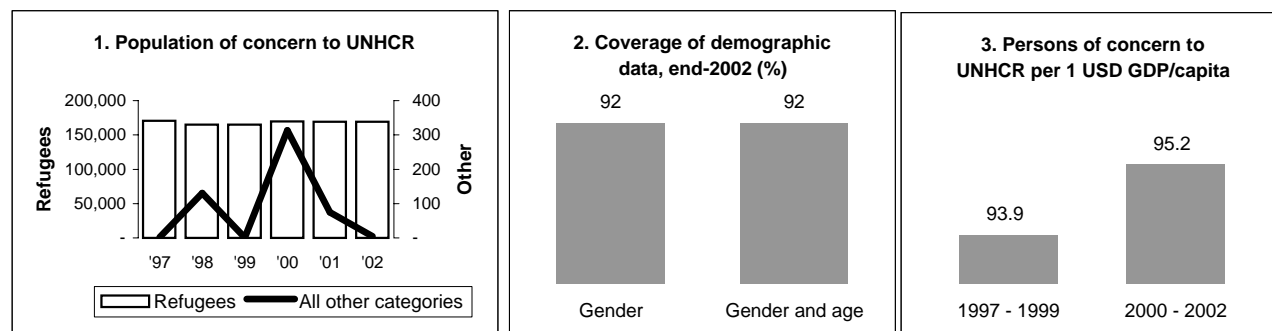 1. Population of concern to UNHCR
200,000
150,000
100,000
50,000
-
Refugees
400
300
200
100
-
Other
'97 '98 '99 '00 '01 '02
Refugees All other categories
2. Coverage of demographic
data, end-2002 (%)
92 92
Gender Gender and age
3. Persons of concern to
UNHCR per 1 USD GDP/capita
93.9
95.2
1997 - 1999 2000 - 2002